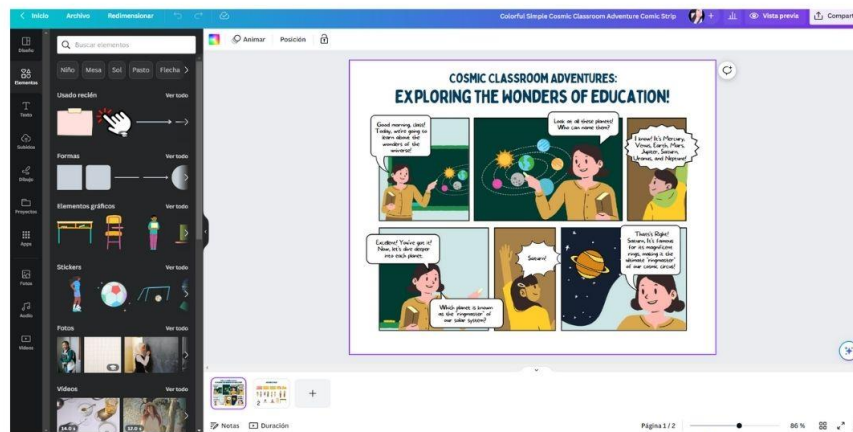 Inicio Archivo Redimensionar
Colorful Simple Cosmic Classroom Adventure Comic Strip
Vista previa
Compart
Diseño
Elementos
Texto
Subidos
Dibujo
Proyectos
Apps
Fotos
Audio
Vídeos
Buscar elementos
Niño Mesa Sol Pasto Flecha
Usado recién Ver todo
Formas Ver todo
Elementos gráficos Ver todo
Stickers Ver todo
Fotos Ver todo
Vídeos Ver todo
14.0 s 12.0 s
Animar Posición
COSMIC CLASSROOM ADVENTURES:
EXPLORING THE WONDERS OF EDUCATION!
Good morning, class!
Today, we're going to
learn about the
wonders of the
universe!
Look at all these planets!
Who can name them?
I know! It's Mercury,
Venus, Earth, Mars,
Jupiter, Saturn,
Uranus, and Neptune!
Excellent! You've got it!
Now, let's dive deeper
into each planet.
Which planet is known
as the 'ringmaster' of
our solar system?
Saturn!
That's Right!
Saturn. It's famous
for its magnificent
rings, making it the
ultimate 'ringmaster'
of our cosmic circus!
2
Notas Duración
Página 1 / 2
86 %